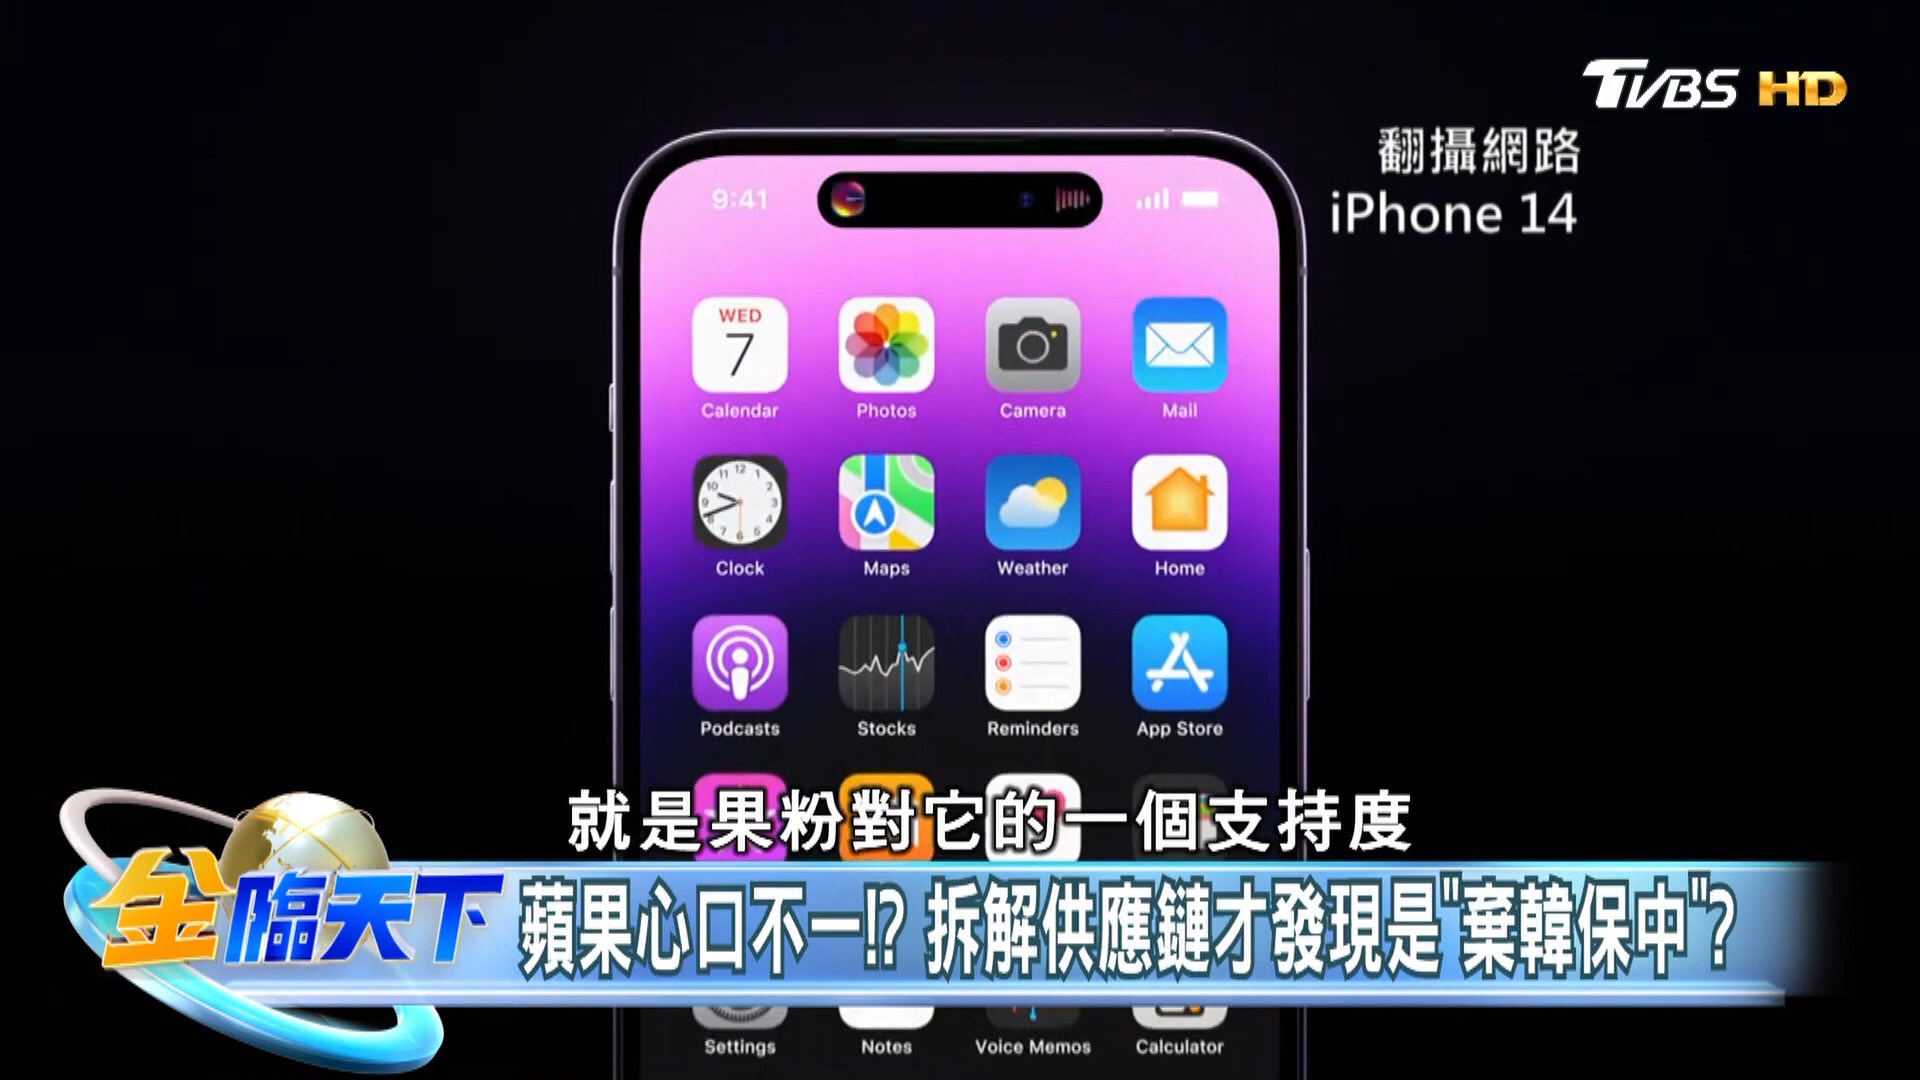 TVBS HD
翻攝網路
iPhone 14
9:41
WED
7
Calendar
Photos
Camera
Mail
Clock
Maps
Weather
Home
Podcasts
Stocks
Reminders
App Store
就是果粉對它的一個支持度
金臨天下
蘋果心口不一!? 拆解供應鏈才發現是"棄韓保中"?
Settings
Notes
Voice Memos
Calculator